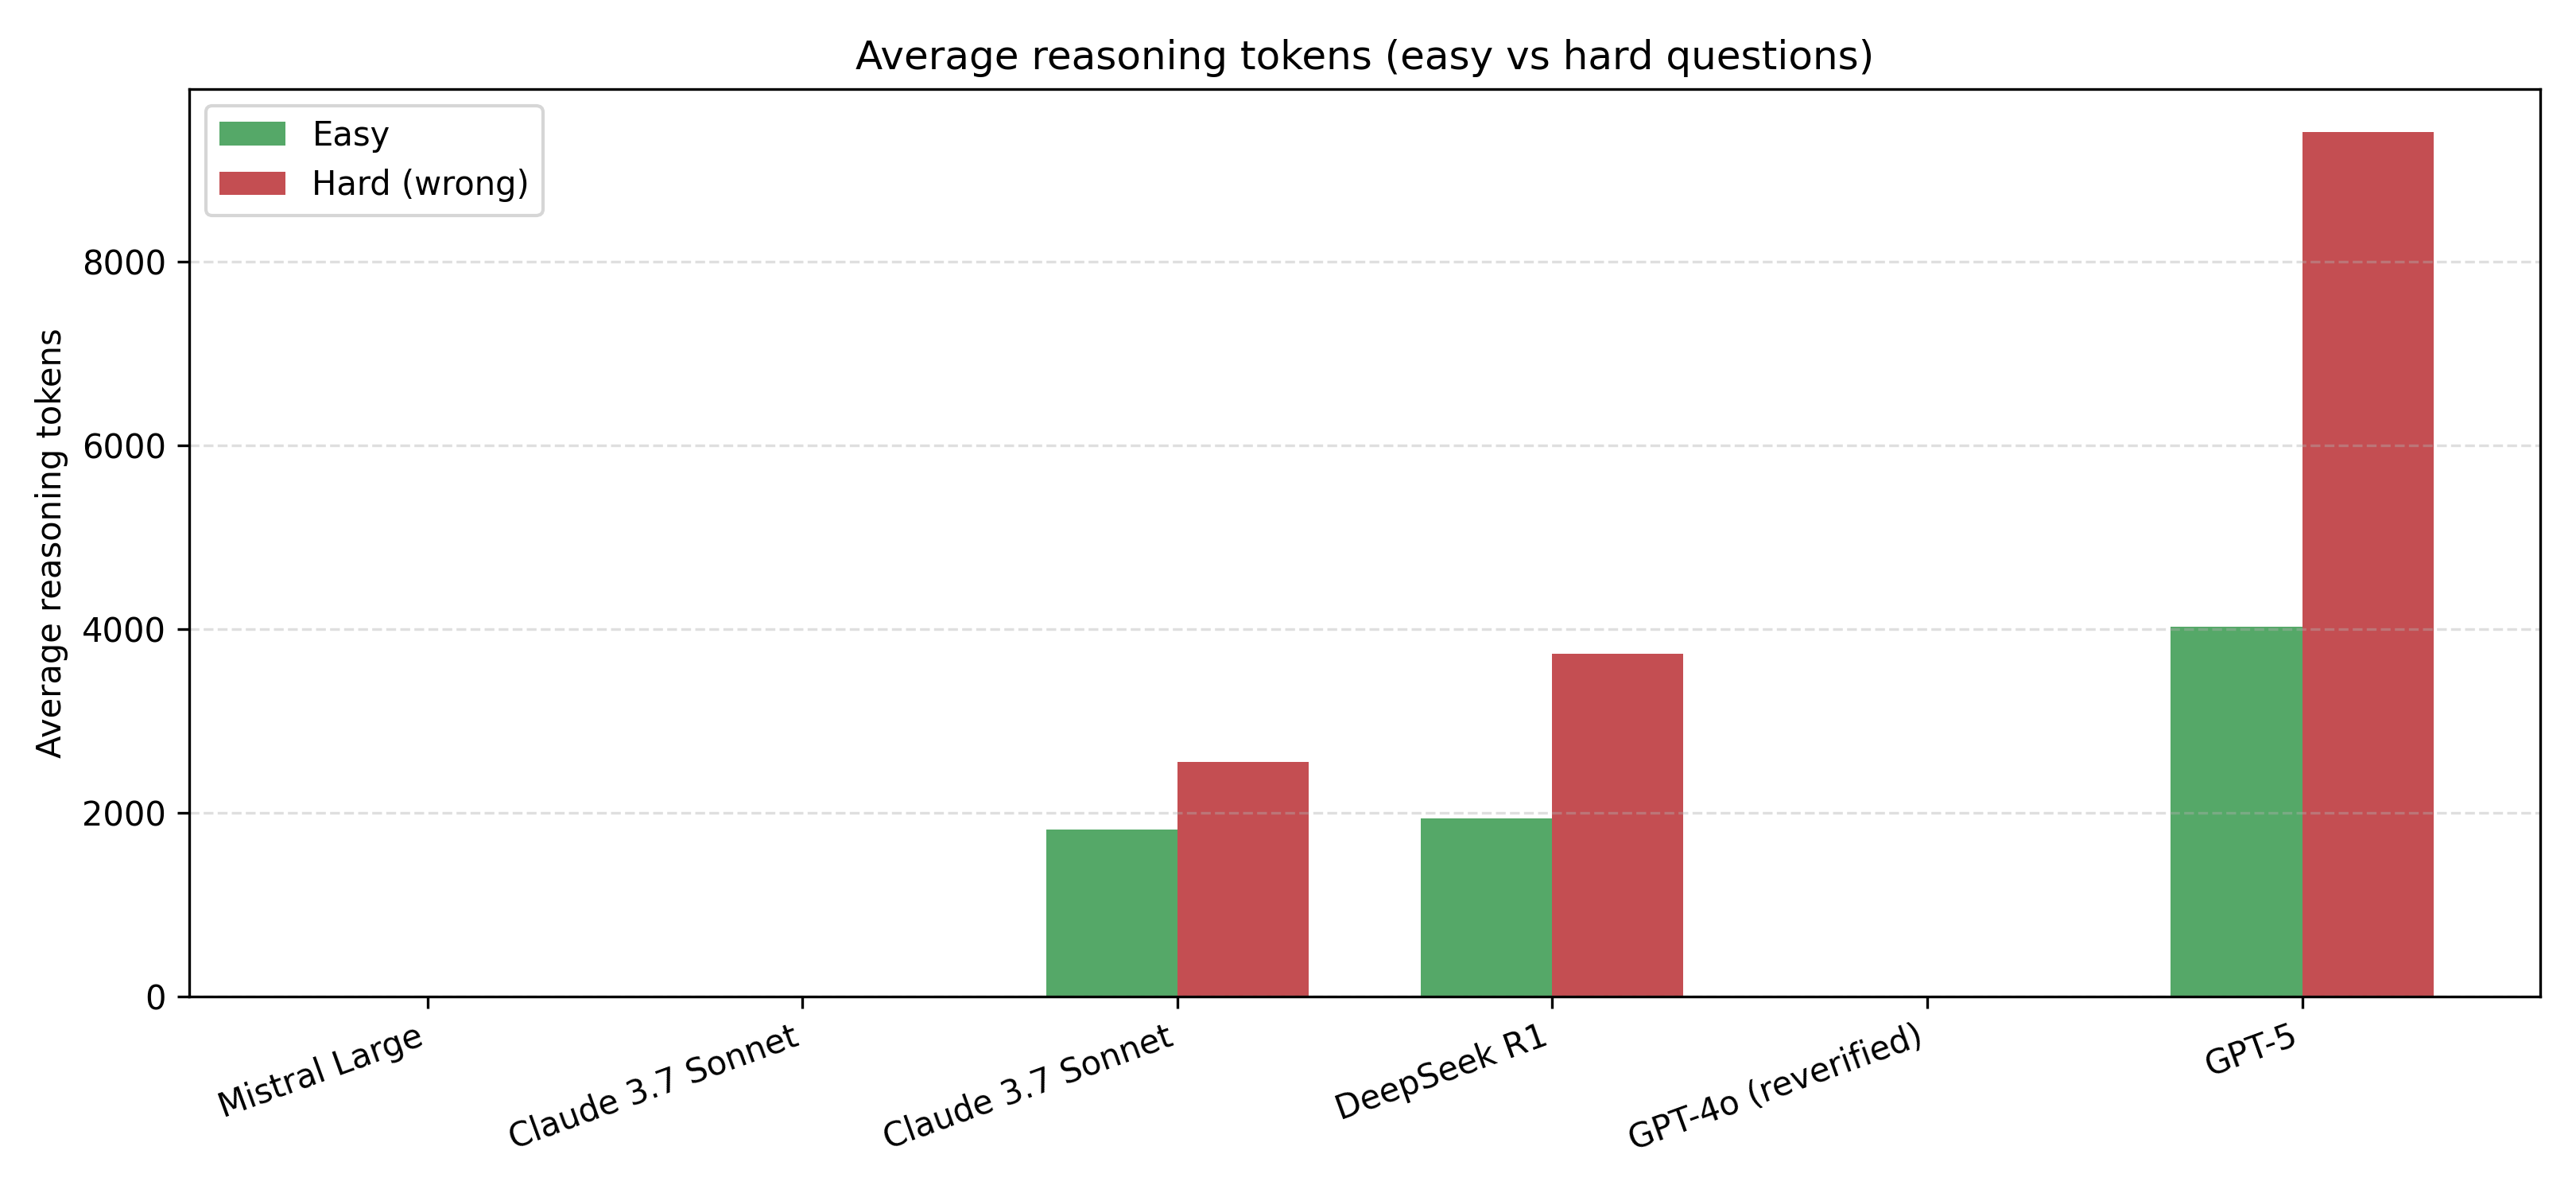 Average reasoning tokens (easy vs hard questions)
Easy
Hard (wrong)
Average reasoning tokens
8000
6000
4000
2000
0
Mistral Large
Claude 3.7 Sonnet
Claude 3.7 Sonnet
DeepSeek R1
GPT-4o (reverified)
GPT-5